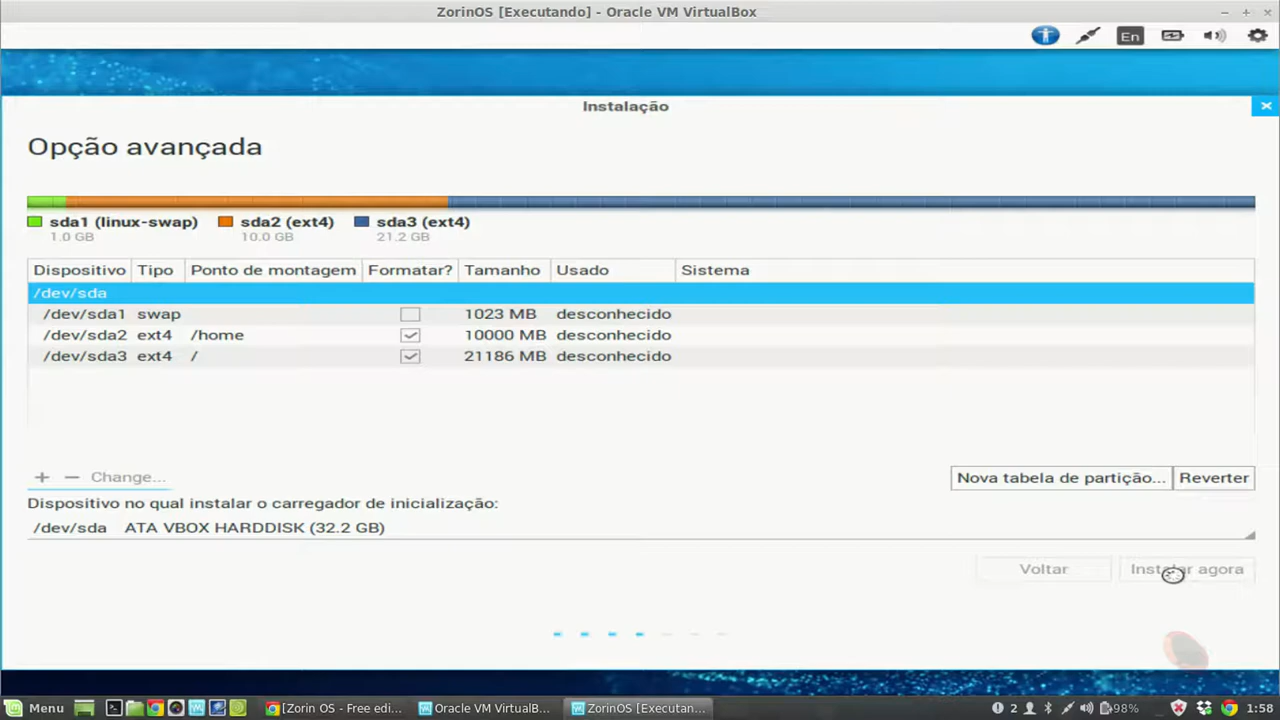 ZorinOS [Executando] - Oracle VM VirtualBox
En
Instalação
Opção avançada
sda1 (linux-swap) sda2 (ext4) sda3 (ext4)
1.0 GB 10.0 GB 21.2 GB
Dispositivo Tipo Ponto de montagem Formatar? Tamanho Usado Sistema
/dev/sda
/dev/sda1 swap 1023 MB desconhecido
/dev/sda2 ext4 /home 10000 MB desconhecido
/dev/sda3 ext4 / 21186 MB desconhecido
+ − Change...
Nova tabela de partição... Reverter
Dispositivo no qual instalar o carregador de inicialização:
/dev/sda ATA VBOX HARDDISK (32.2 GB)
Voltar Instalar agora
Menu [Zorin OS - Free edi... Oracle VM VirtualB... ZorinOS [Executan... 2 98% 1:58